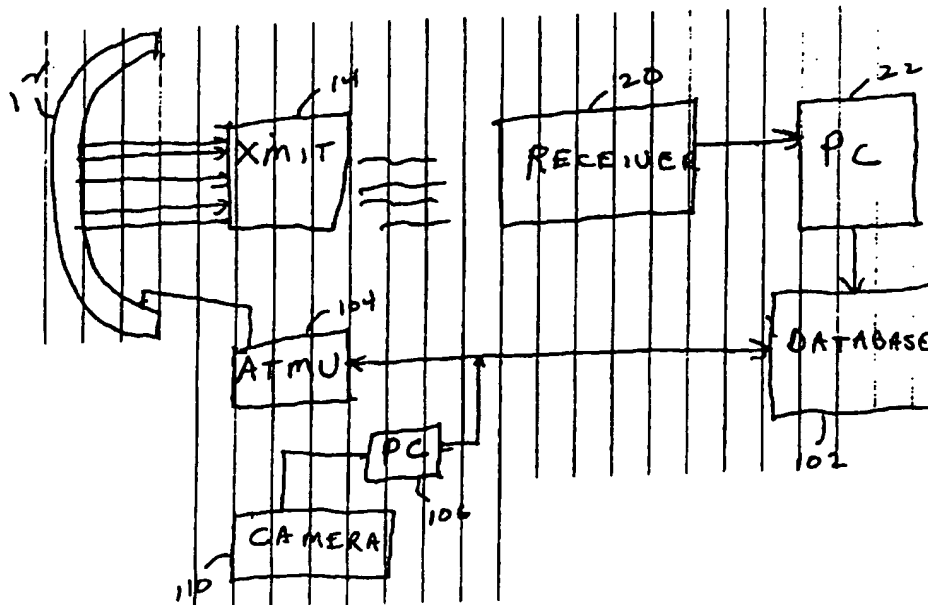 14
20
22
XMIT
RECEIVER
PC
104
ATMU
DATABASE
PC
102
106
CAMERA
110